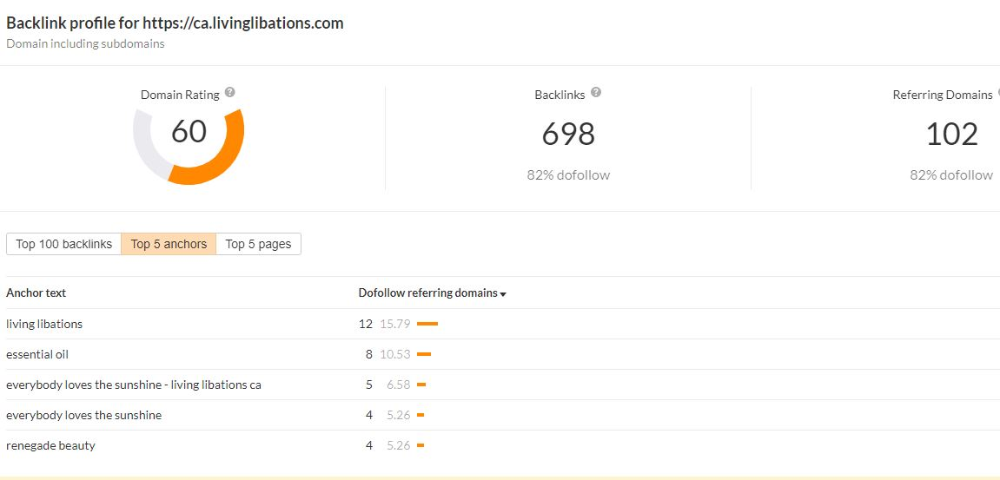 Backlink profile for https://ca.livinglibations.com
Domain including subdomains
Domain Rating ?
60
Backlinks ?
698
82% dofollow
Referring Domains
102
82% dofollow
Top 100 backlinks Top 5 anchors Top 5 pages
Anchor text Dofollow referring domains
living libations 12 15.79
essential oil 8 10.53
everybody loves the sunshine - living libations ca 5 6.58
everybody loves the sunshine 4 5.26
renegade beauty 4 5.26